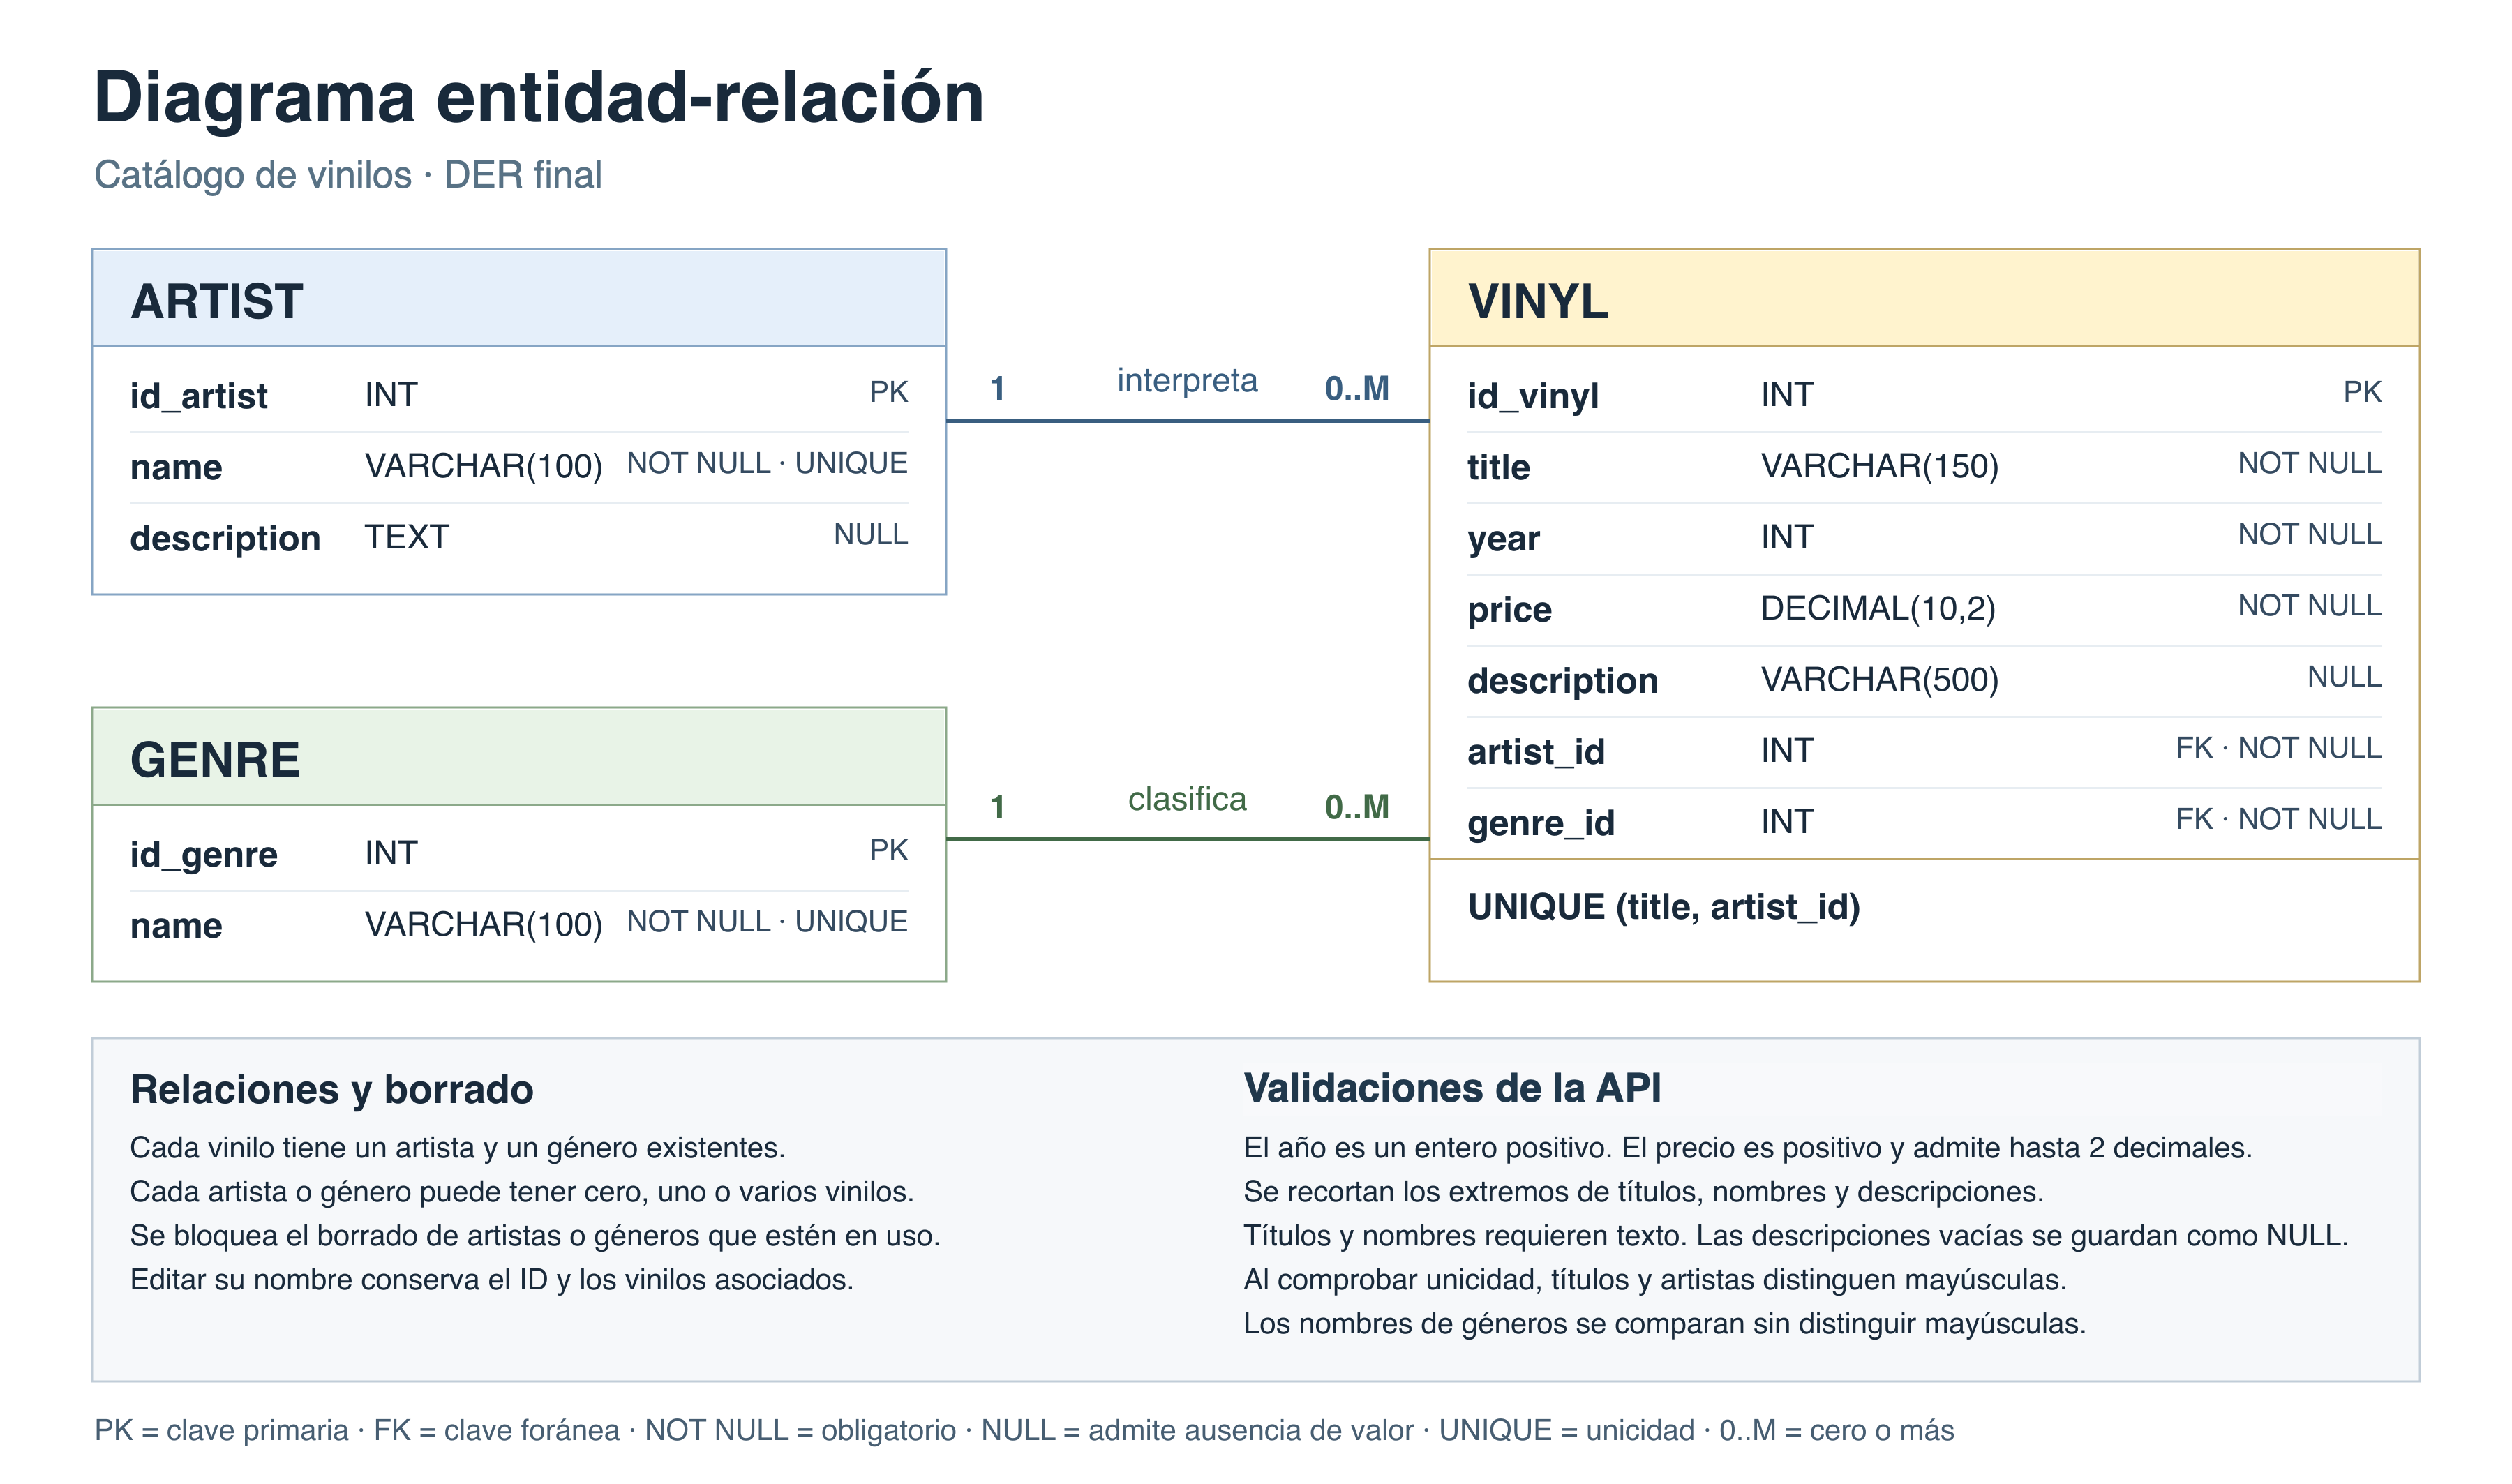 Diagrama entidad-relación
Catálogo de vinilos · DER final
ARTIST
id_artist INT PK
name VARCHAR(100) NOT NULL · UNIQUE
description TEXT NULL
1 interpreta 0..M
GENRE
id_genre INT PK
name VARCHAR(100) NOT NULL · UNIQUE
1 clasifica 0..M
VINYL
id_vinyl INT PK
title VARCHAR(150) NOT NULL
year INT NOT NULL
price DECIMAL(10,2) NOT NULL
description VARCHAR(500) NULL
artist_id INT FK · NOT NULL
genre_id INT FK · NOT NULL
UNIQUE (title, artist_id)
Relaciones y borrado
Cada vinilo tiene un artista y un género existentes.
Cada artista o género puede tener cero, uno o varios vinilos.
Se bloquea el borrado de artistas o géneros que estén en uso.
Editar su nombre conserva el ID y los vinilos asociados.
Validaciones de la API
El año es un entero positivo. El precio es positivo y admite hasta 2 decimales.
Se recortan los extremos de títulos, nombres y descripciones.
Títulos y nombres requieren texto. Las descripciones vacías se guardan como NULL.
Al comprobar unicidad, títulos y artistas distinguen mayúsculas.
Los nombres de géneros se comparan sin distinguir mayúsculas.
PK = clave primaria · FK = clave foránea · NOT NULL = obligatorio · NULL = admite ausencia de valor · UNIQUE = unicidad · 0..M = cero o más